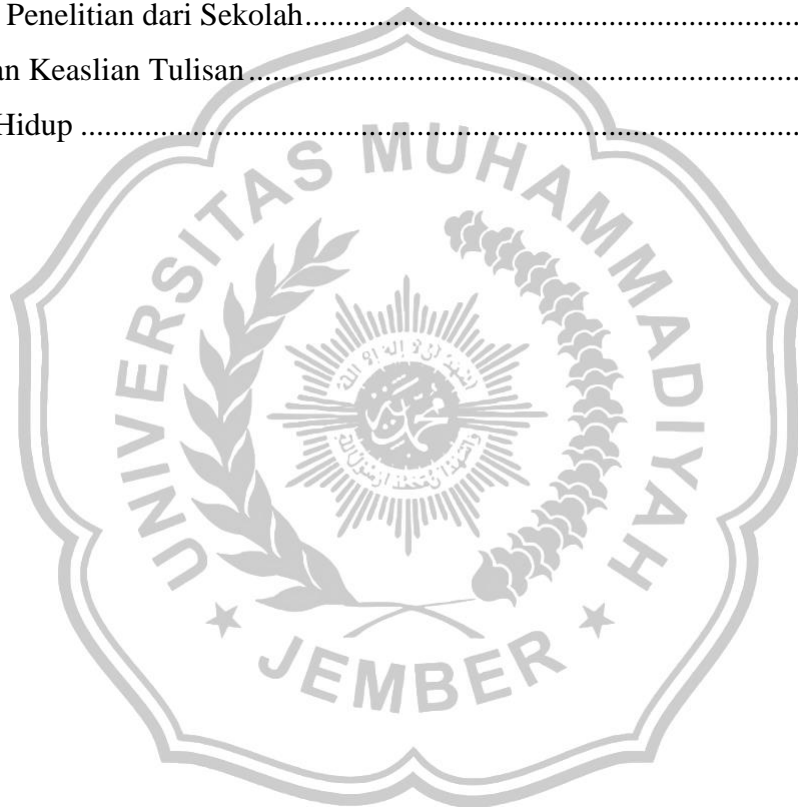 Penelitian dari Sekolah........................................................................
an Keaslian Tulisan........................................................................
Hidup ........................................................................
UNIVERSITAS MUHAMMADIYAH
JEMBER